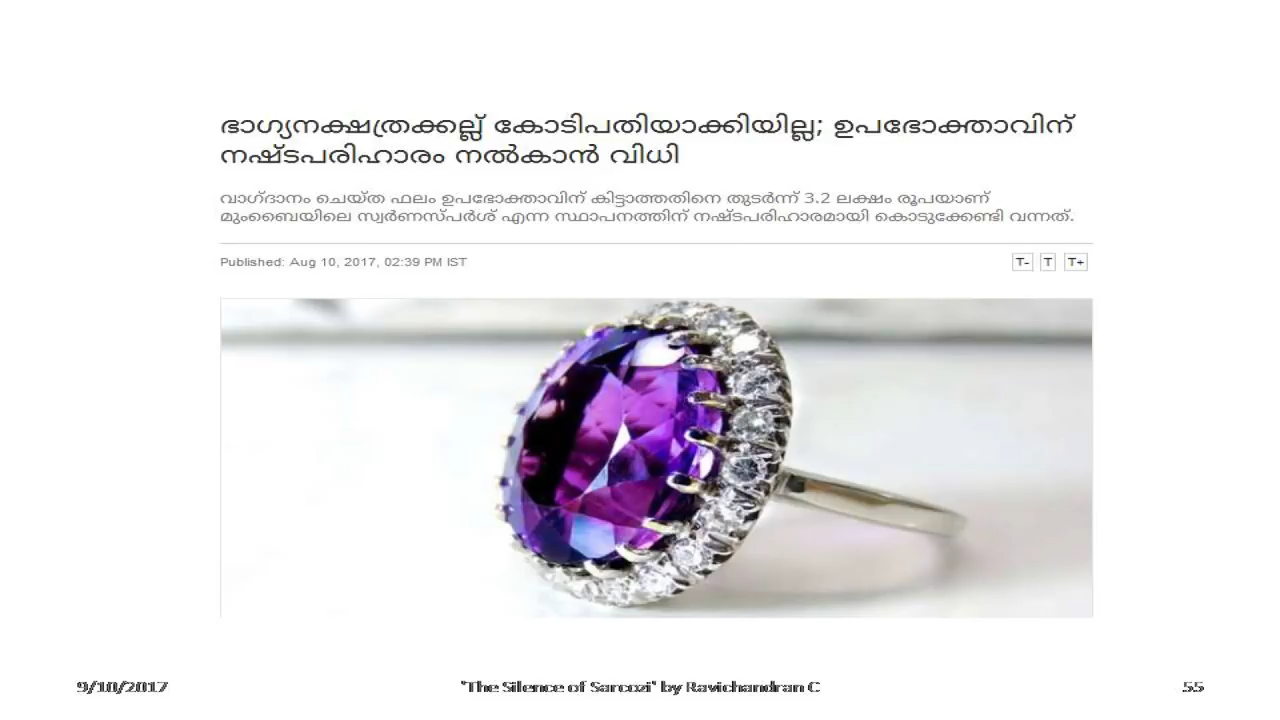 ഭാഗ്യനക്ഷത്രക്കല്ല് കോടിപതിയാക്കിയില്ല; ഉപഭോക്താവിന്
നഷ്ടപരിഹാരം നൽകാൻ വിധി
വാഗ്ദാനം ചെയ്ത ഫലം ഉപഭോക്താവിന് കിട്ടാത്തതിനെ തുടർന്ന് 3.2 ലക്ഷം രൂപയാണ്
മുംബൈയിലെ സ്വർണസ്പർശ് എന്ന സ്ഥാപനത്തിന് നഷ്ടപരിഹാരമായി കൊടുക്കേണ്ടി വന്നത്.
Published: Aug 10, 2017, 02:39 PM IST
T- T T+
9/10/2017 "The Silence of Sarcozi" by Ravichandran C 55